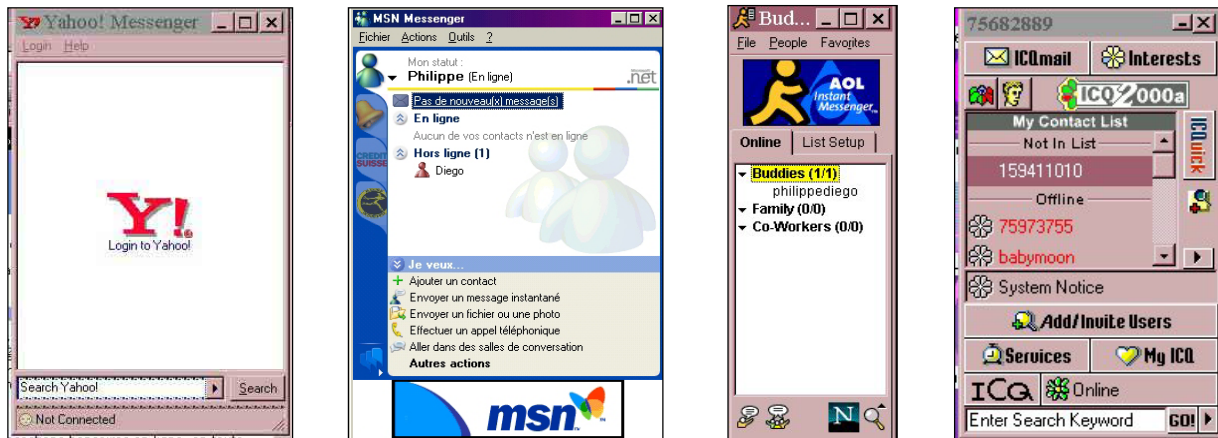 Yahoo! Messenger
Login Help
Y!
Login to Yahoo!
Search Yahoo!
Search
Not Connected
MSN Messenger
Fichier Actions Outils ?
Mon statut :
Philippe (En ligne)
.net
Pas de nouveau(x) message(s)
En ligne
Aucun de vos contacts n'est en ligne
Hors ligne (1)
Diego
CREDIT
SUISSE
Je veux...
Ajouter un contact
Envoyer un message instantané
Envoyer un fichier ou une photo
Effectuer un appel téléphonique
Aller dans des salles de conversation
Autres actions
msn
Bud...
File People Favorites
AOL
Instant
Messenger
Online List Setup
Buddies (1/1)
philippediego
Family (0/0)
Co-Workers (0/0)
N
75682889
ICQmail Interests
ICQ2000a
My Contact List
Not In List
159411010
Offline
75973755
babymoon
ICQuick
System Notice
Add/Invite Users
Services My ICQ
ICQ Online
Enter Search Keyword GO!